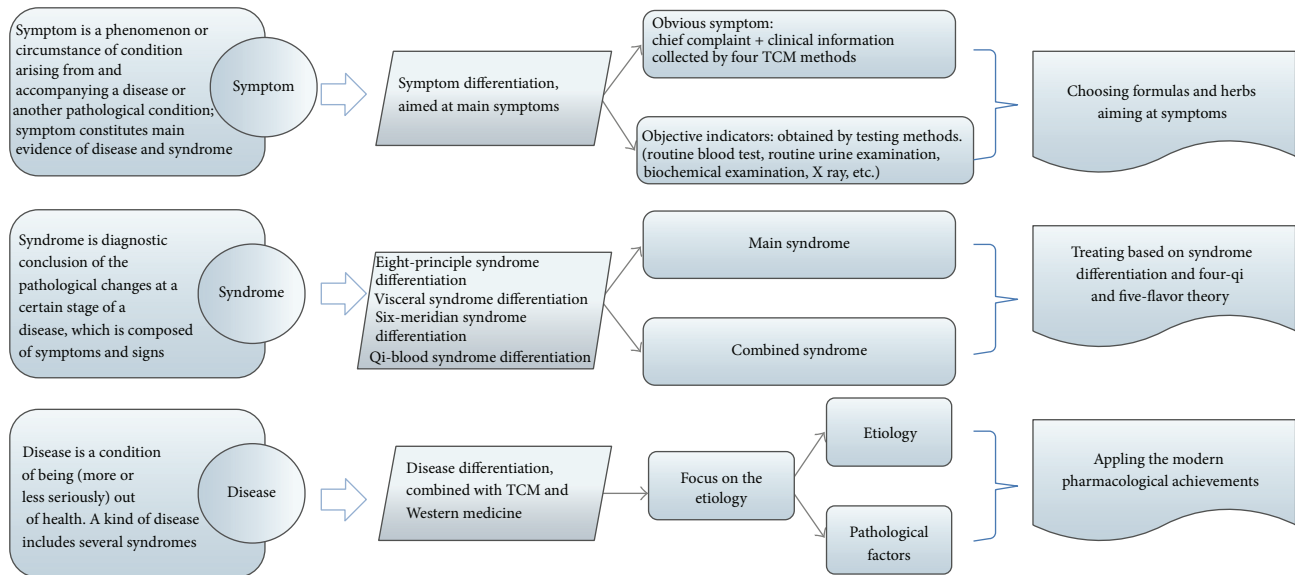 Symptom is a phenomenon or
circumstance of condition
arising from and
accompanying a disease or
another pathological condition;
symptom constitutes main
evidence of disease and syndrome
Symptom
Symptom differentiation,
aimed at main symptoms
Obvious symptom:
chief complaint + clinical information
collected by four TCM methods
Objective indicators: obtained by testing methods.
(routine blood test, routine urine examination,
biochemical examination, X ray, etc.)
Choosing formulas and herbs
aiming at symptoms
Syndrome is diagnostic
conclusion of the
pathological changes at a
certain stage of a
disease, which is composed
of symptoms and signs
Syndrome
Eight-principle syndrome
differentiation
Visceral syndrome differentiation
Six-meridian syndrome
differentiation
Qi-blood syndrome differentiation
Main syndrome
Combined syndrome
Treating based on syndrome
differentiation and four-qi
and five-flavor theory
Disease is a condition
of being (more or
less seriously) out
of health. A kind of disease
includes several syndromes
Disease
Disease differentiation,
combined with TCM and
Western medicine
Focus on the
etiology
Etiology
Pathological
factors
Appling the modern
pharmacological achievements